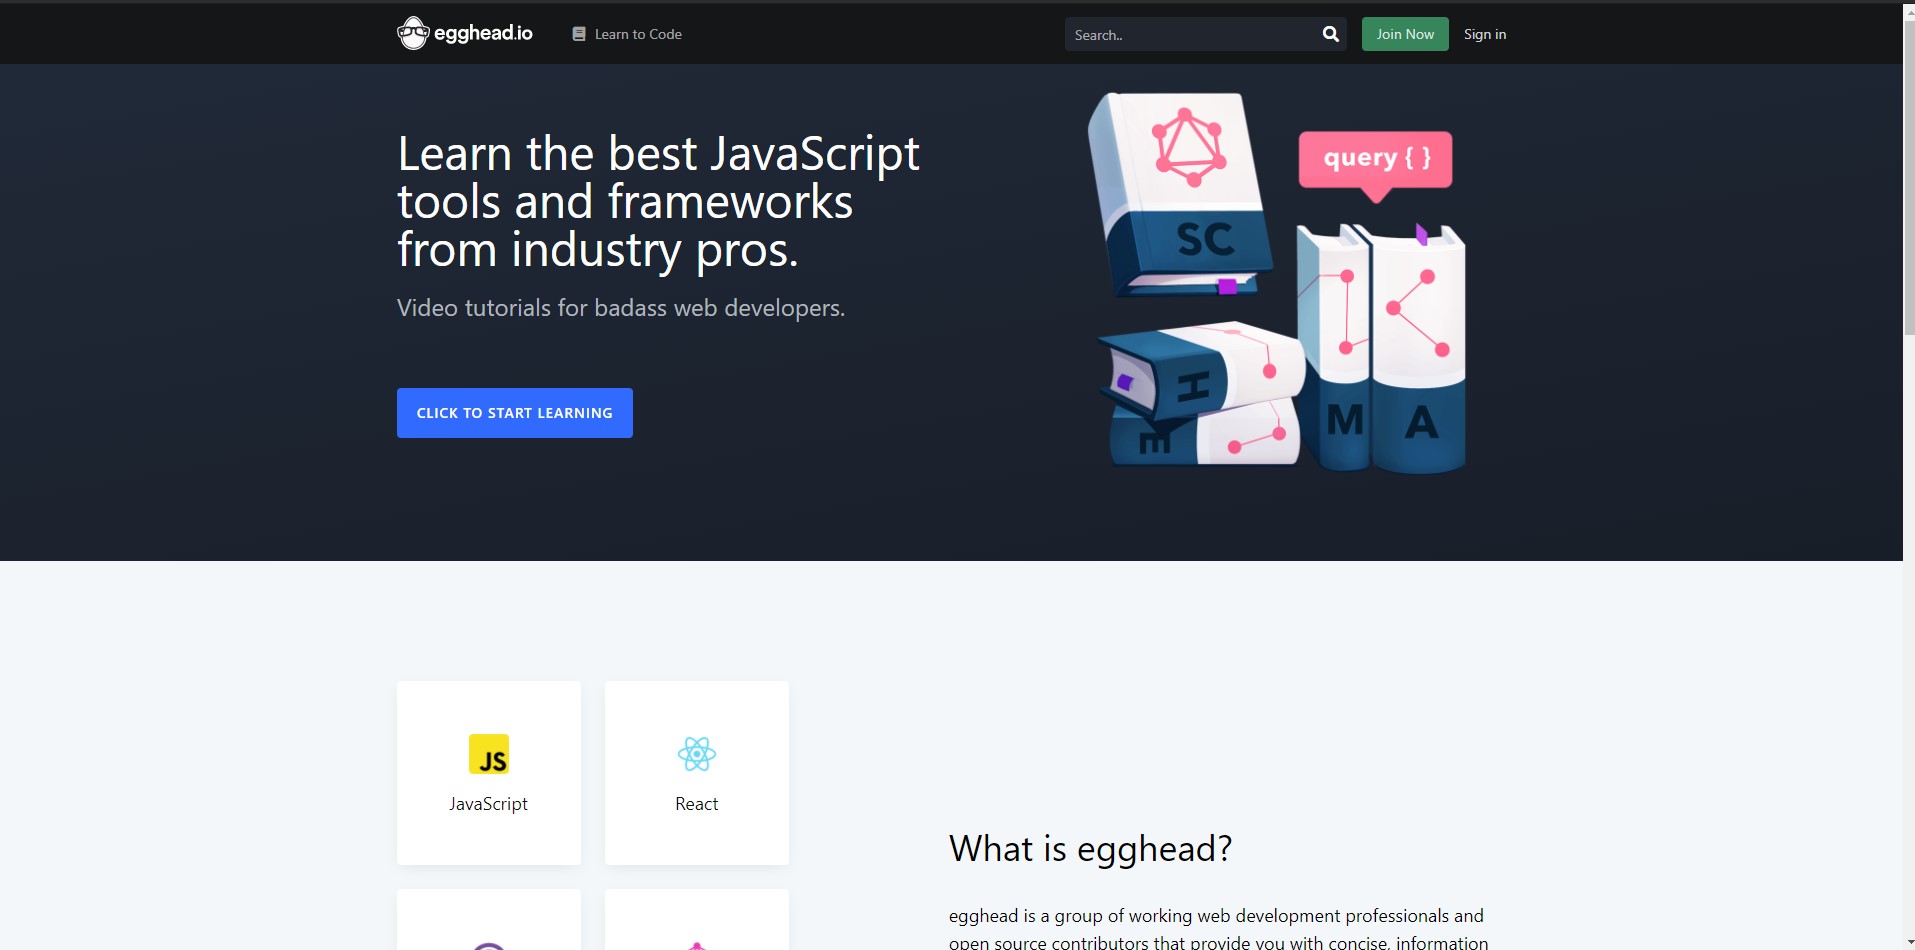 egghead.io
Learn to Code
Search..
Join Now
Sign in
Learn the best JavaScript
tools and frameworks
from industry pros.
Video tutorials for badass web developers.
CLICK TO START LEARNING
SC
query { }
H
E
M
A
JS
JavaScript
React
What is egghead?
egghead is a group of working web development professionals and
open source contributors that provide you with concise, information